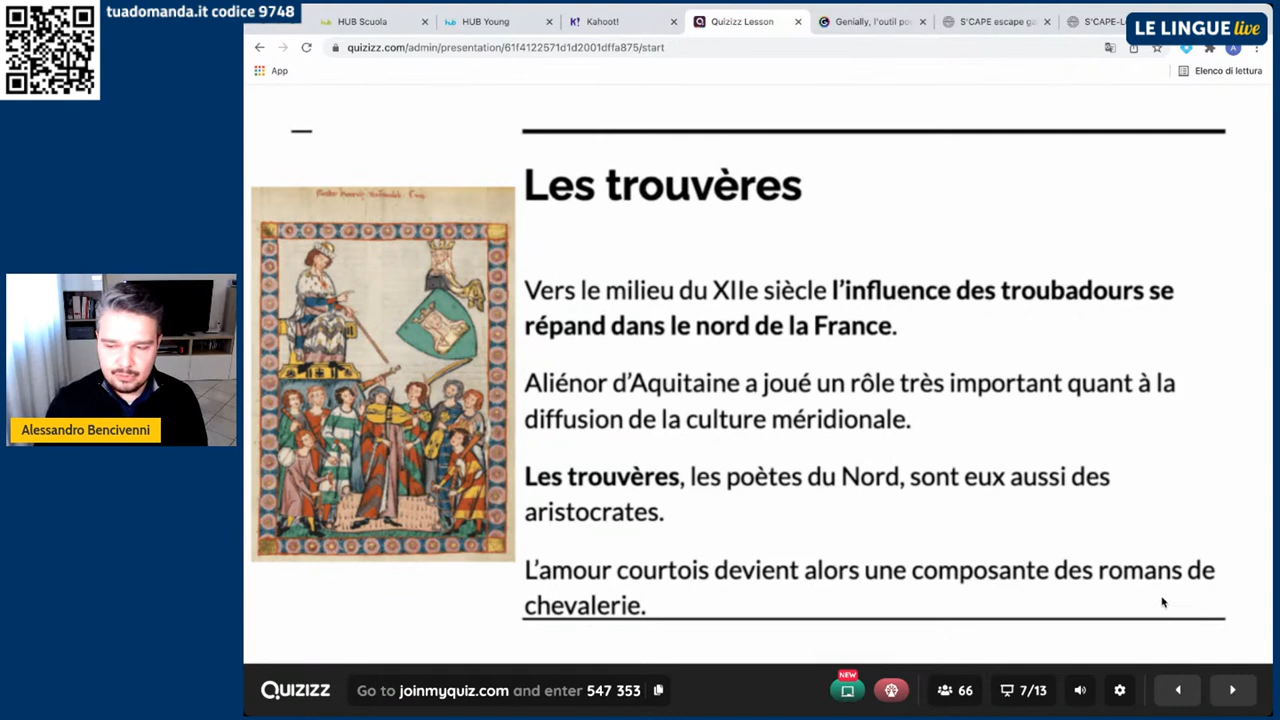 tuadomanda.it codice 9748
HUB Scuola
HUB Young
Kahoot!
Quizizz Lesson
Genially, l'outil po
S'CAPE escape ga
S'CAPE-L
LE LINGUE live
quizizz.com/admin/presentation/61f4122571d1d2001dffa875/start
App
Elenco di lettura
Les trouvères
Vers le milieu du XIIe siècle l'influence des troubadours se
répand dans le nord de la France.
Aliénor d'Aquitaine a joué un rôle très important quant à la
diffusion de la culture méridionale.
Les trouvères, les poètes du Nord, sont eux aussi des
aristocrates.
L'amour courtois devient alors une composante des romans de
chevalerie.
Alessandro Bencivenni
QUIZIZZ
Go to joinmyquiz.com and enter 547 353
NEW
66
7/13